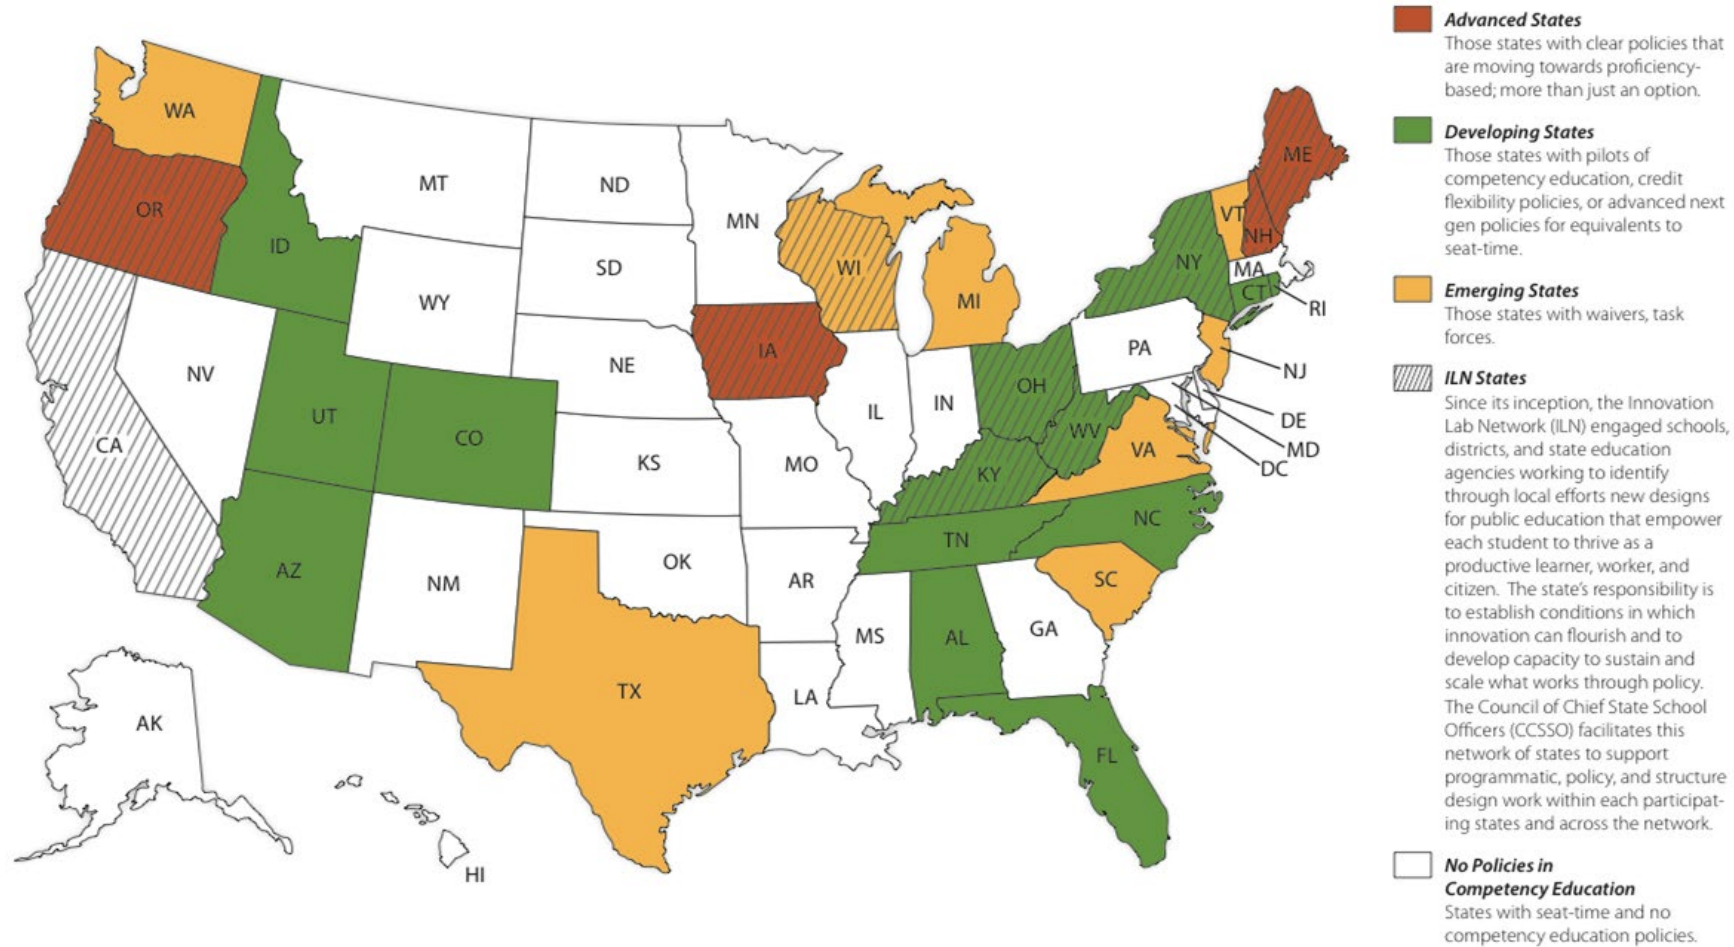 WA
OR
ID
MT
ND
MN
SD
WY
NE
NV
UT
CO
CA
KS
AZ
NM
OK
TX
AK
HI
WI
MI
IA
IL
IN
OH
MO
AR
LA
MS
AL
GA
FL
TN
KY
WV
VA
NC
SC
PA
NY
VT
NH
ME
MA
CT
RI
NJ
DE
MD
DC
Advanced States
Those states with clear policies that
are moving towards proficiency-
based; more than just an option.
Developing States
Those states with pilots of
competency education, credit
flexibility policies, or advanced next
gen policies for equivalents to
seat-time.
Emerging States
Those states with waivers, task
forces.
ILN States
Since its inception, the Innovation
Lab Network (ILN) engaged schools,
districts, and state education
agencies working to identify
through local efforts new designs
for public education that empower
each student to thrive as a
productive learner, worker, and
citizen. The state's responsibility is
to establish conditions in which
innovation can flourish and to
develop capacity to sustain and
scale what works through policy.
The Council of Chief State School
Officers (CCSSO) facilitates this
network of states to support
programmatic, policy, and structure
design work within each participat-
ing states and across the network.
No Policies in
Competency Education
States with seat-time and no
competency education policies.